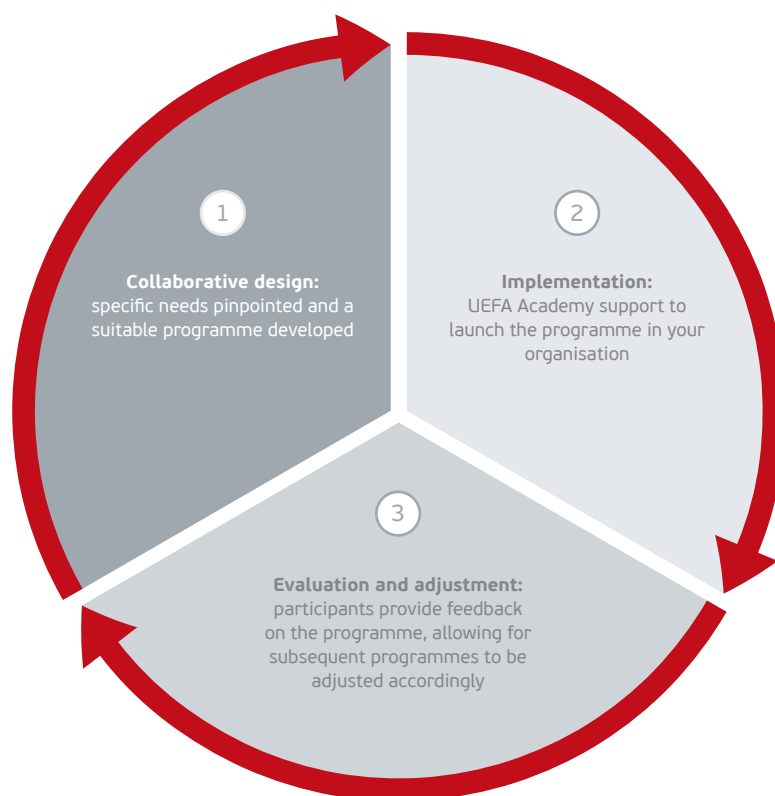 1
Collaborative design:
specific needs pinpointed and a
suitable programme developed
2
Implementation:
UEFA Academy support to
launch the programme in your
organisation
3
Evaluation and adjustment:
participants provide feedback
on the programme, allowing for
subsequent programmes to be
adjusted accordingly